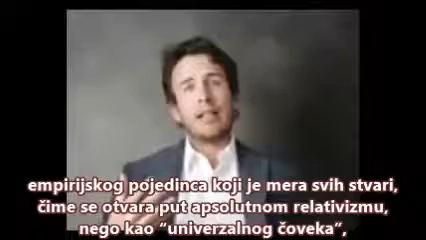 empirijskog pojedinca koji je mera svih stvari,
čime se otvara put apsolutnom relativizmu,
nego kao “univerzalnog čoveka”,